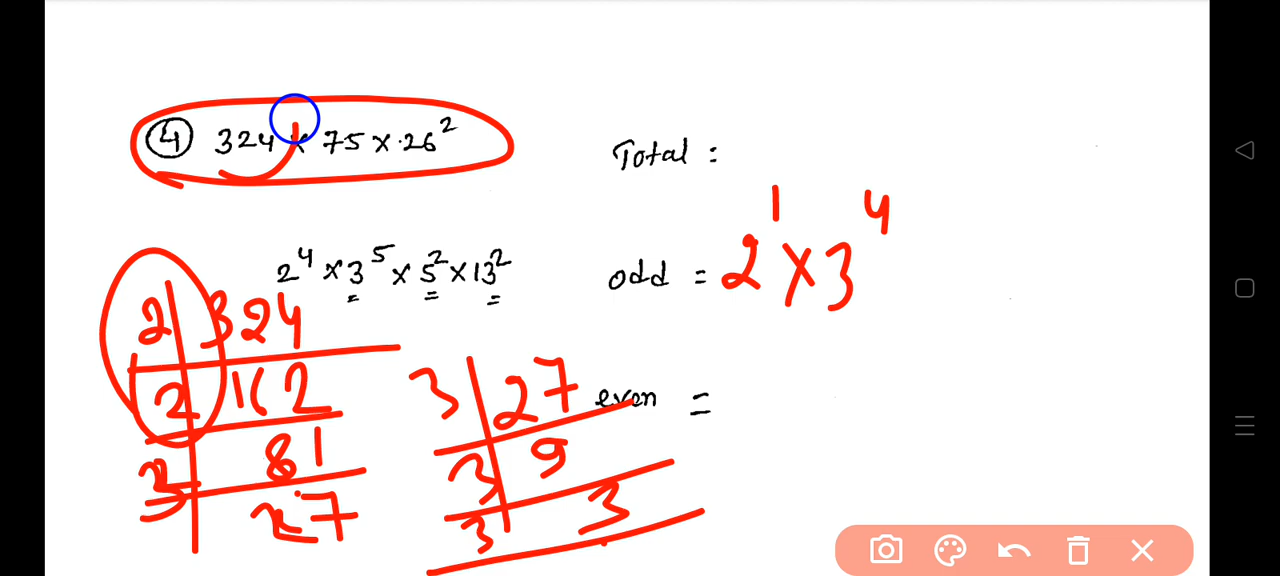 ④ 324 × 75 × 26²
Total :
2⁴ × 3⁵ × 5² × 13²
odd = 2¹ × 3⁴
even =
2 | 324
2 | 162
3 | 81
27
3 | 27
3 | 9
3 | 3